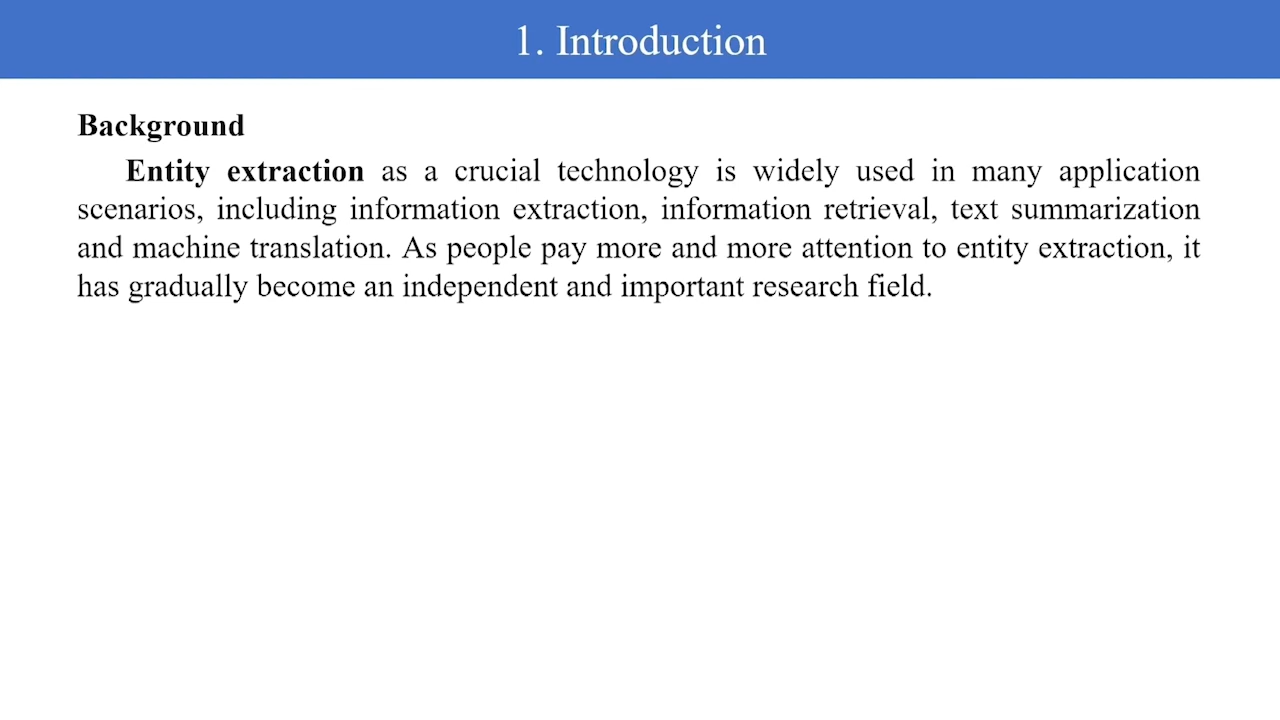 1. Introduction
Background
Entity extraction as a crucial technology is widely used in many application
scenarios, including information extraction, information retrieval, text summarization
and machine translation. As people pay more and more attention to entity extraction, it
has gradually become an independent and important research field.